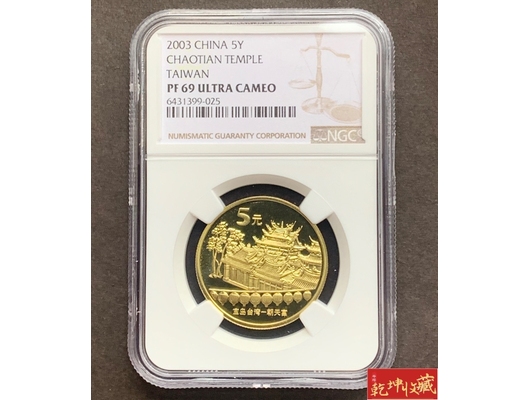 2003 CHINA 5Y
CHAOTIAN TEMPLE
TAIWAN
PF 69 ULTRA CAMEO
6431399-025
NUMISMATIC GUARANTY CORPORATION
NGC
5元
宝岛台湾—朝天宫
乾坤收藏